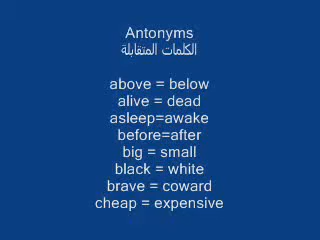 Antonyms
الكلمات المتقابلة
above = below
alive = dead
asleep=awake
before=after
big = small
black = white
brave = coward
cheap = expensive